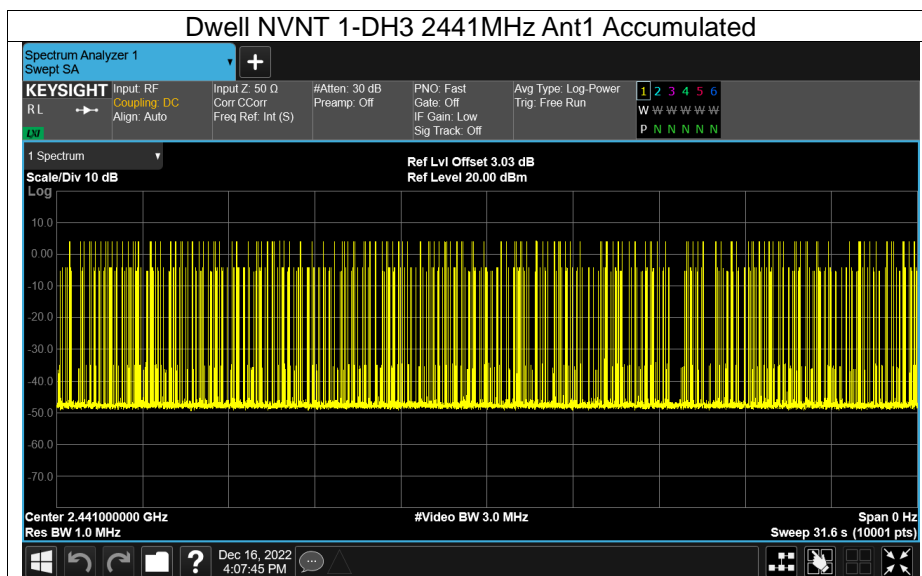 Dwell NVNT 1-DH3 2441MHz Ant1 Accumulated
Spectrum Analyzer 1
Swept SA
+
KEYSIGHT
R L
LXI
Input: RF
Coupling: DC
Align: Auto
Input Z: 50 Ω
Corr CCorr
Freq Ref: Int (S)
#Atten: 30 dB
Preamp: Off
PNO: Fast
Gate: Off
IF Gain: Low
Sig Track: Off
Avg Type: Log-Power
Trig: Free Run
1 2 3 4 5 6
W W W W W W
P N N N N N
1 Spectrum
Scale/Div 10 dB
Ref Lvl Offset 3.03 dB
Ref Level 20.00 dBm
Log
10.0
0.00
-10.0
-20.0
-30.0
-40.0
-50.0
-60.0
-70.0
Center 2.441000000 GHz
#Video BW 3.0 MHz
Span 0 Hz
Res BW 1.0 MHz
Sweep 31.6 s (10001 pts)
?
Dec 16, 2022
4:07:45 PM